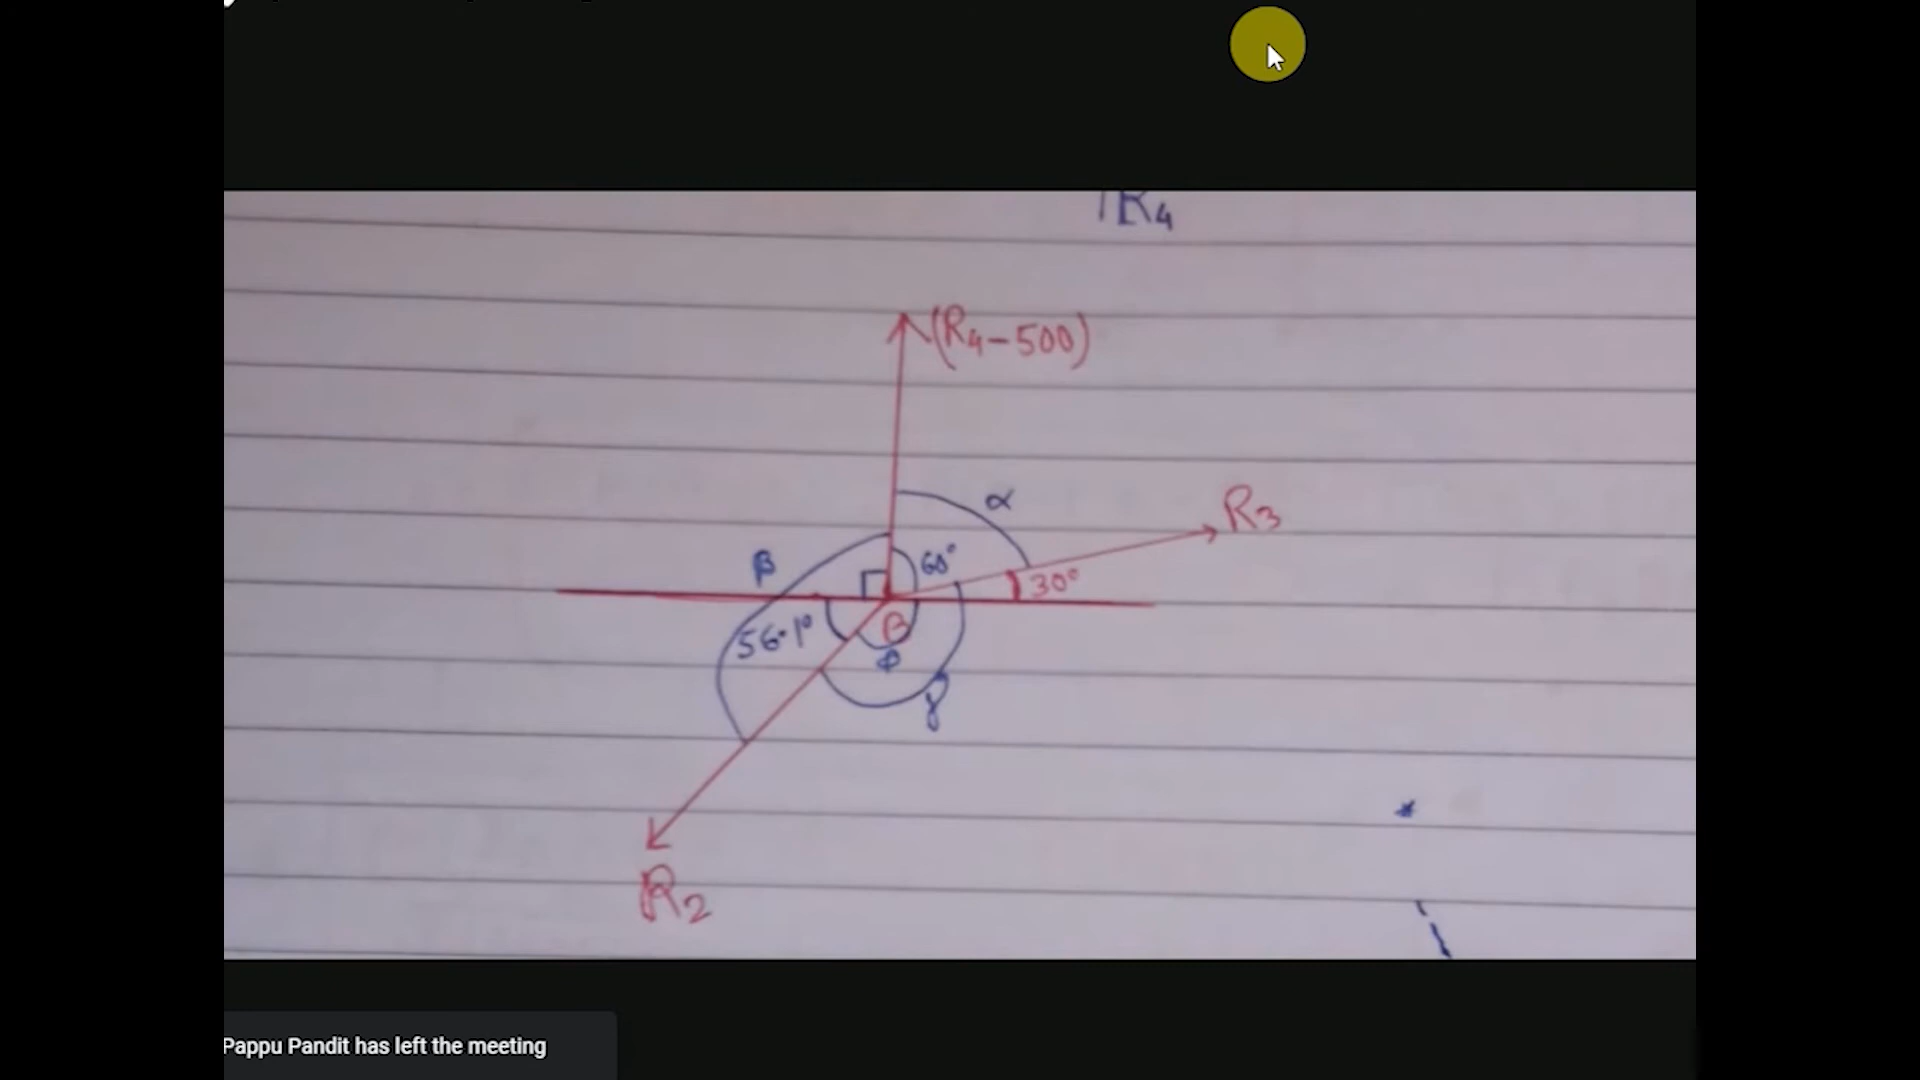 R4
(R4-500)
α
R3
β
60°
30°
56.1°
B
Φ
γ
R2
Pappu Pandit has left the meeting